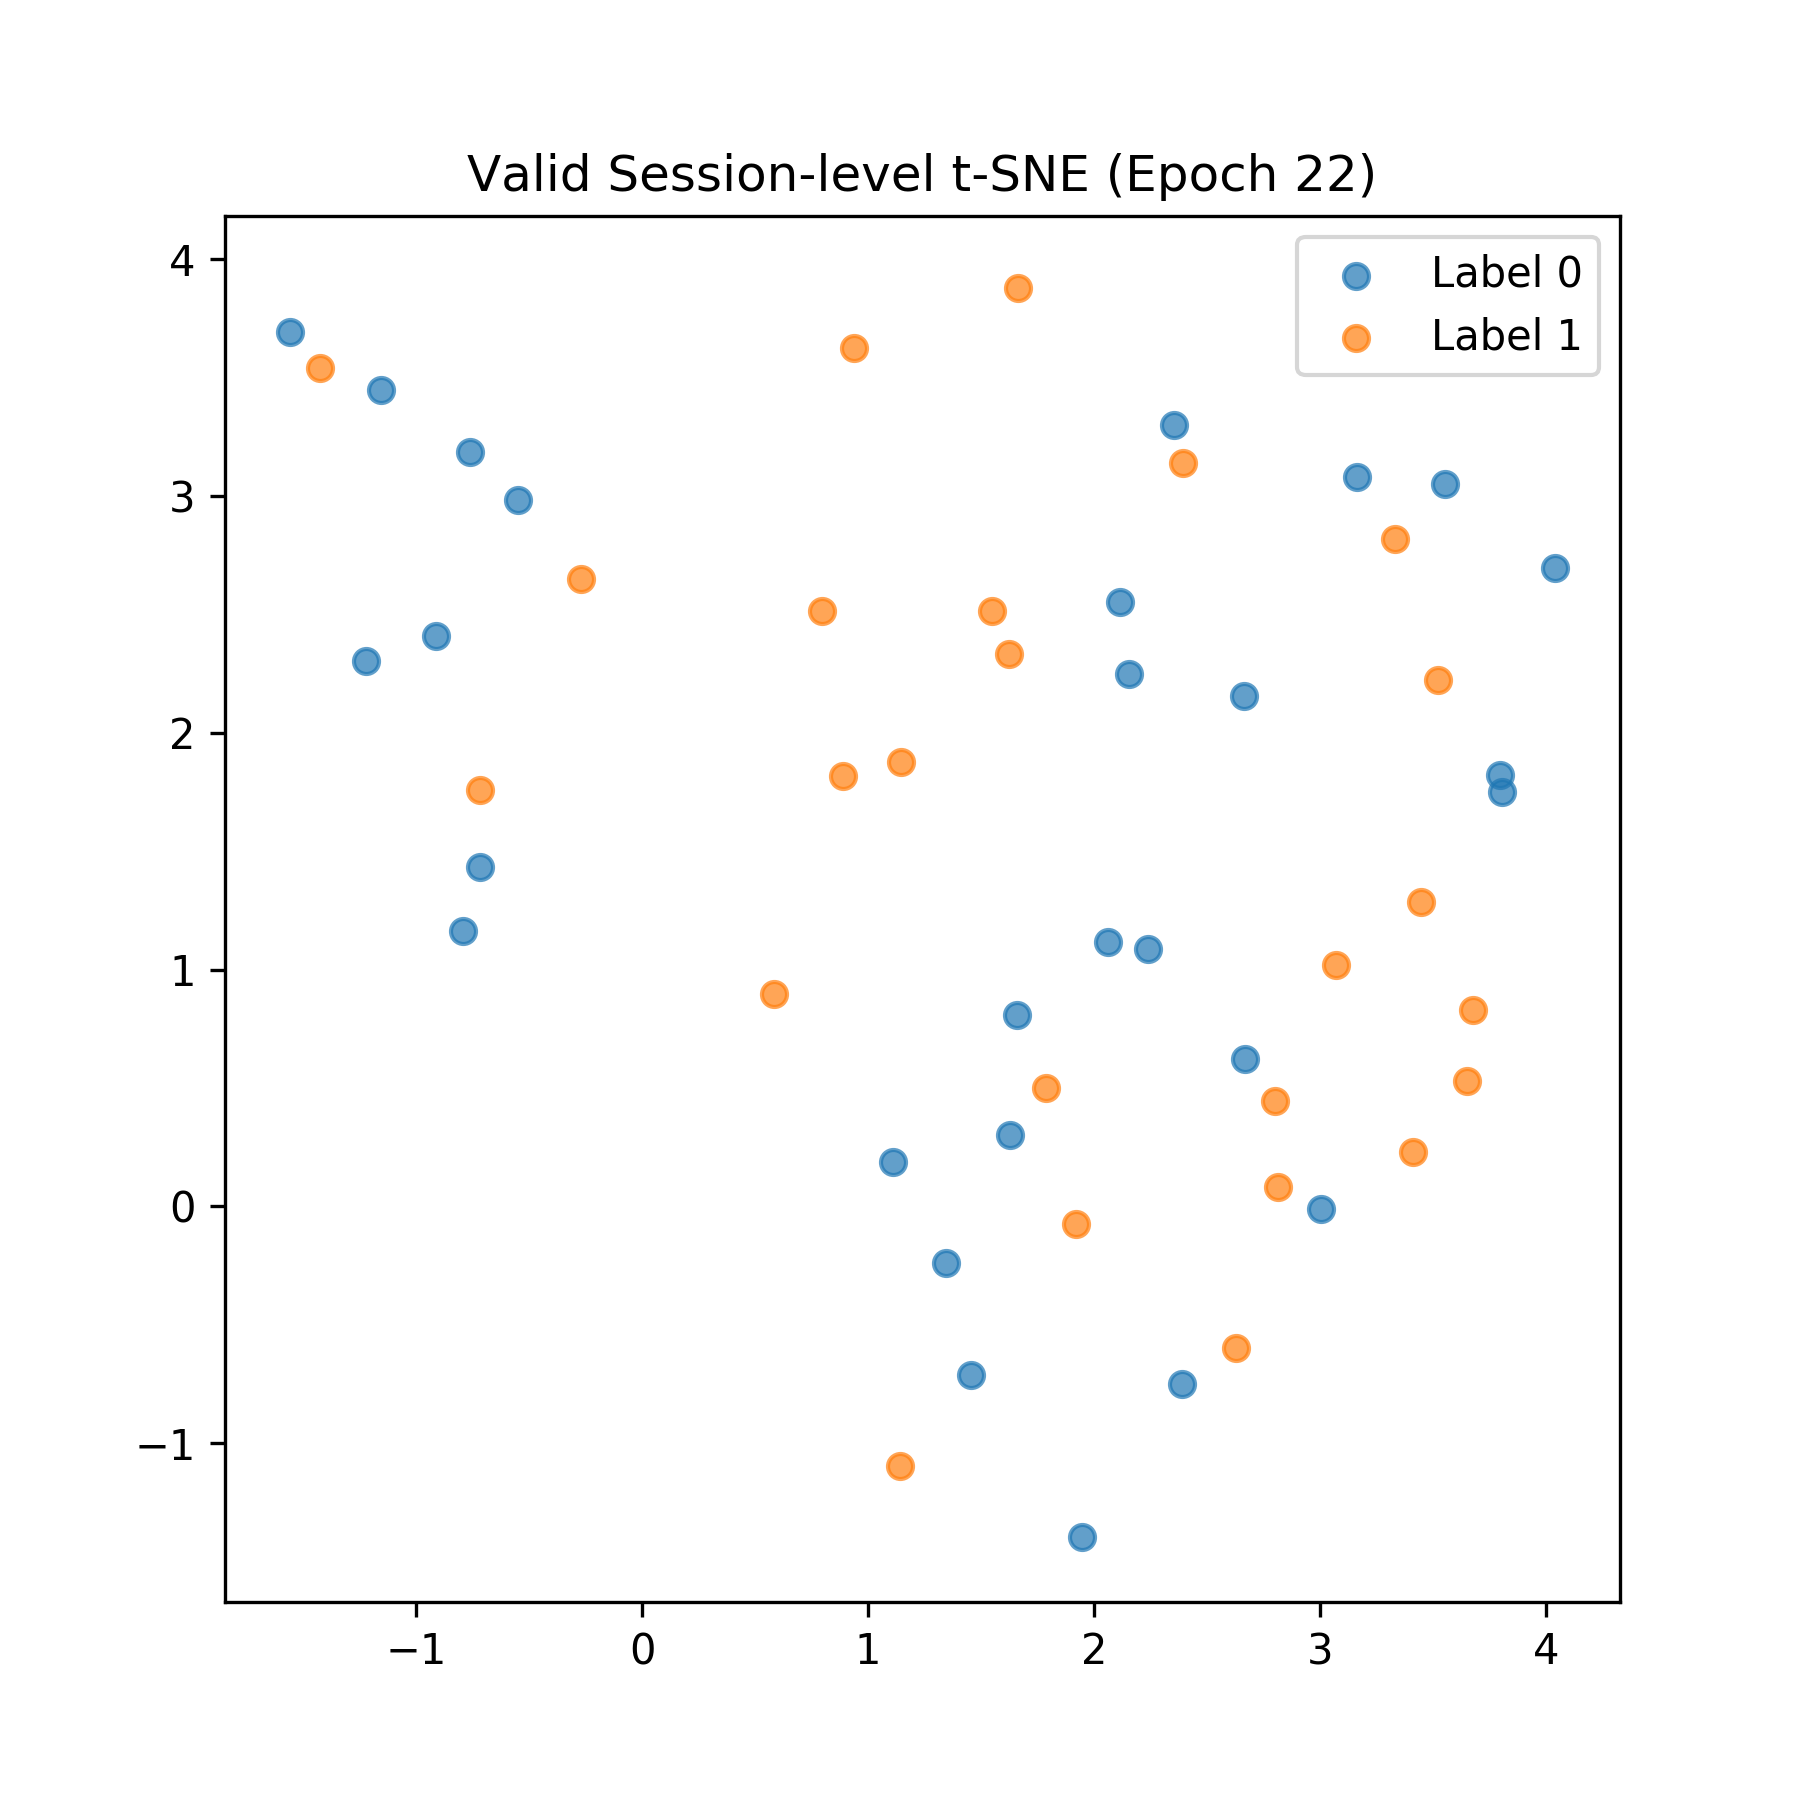 Valid Session-level t-SNE (Epoch 22)
Label 0
Label 1
4
3
2
1
0
−1
−1 0 1 2 3 4